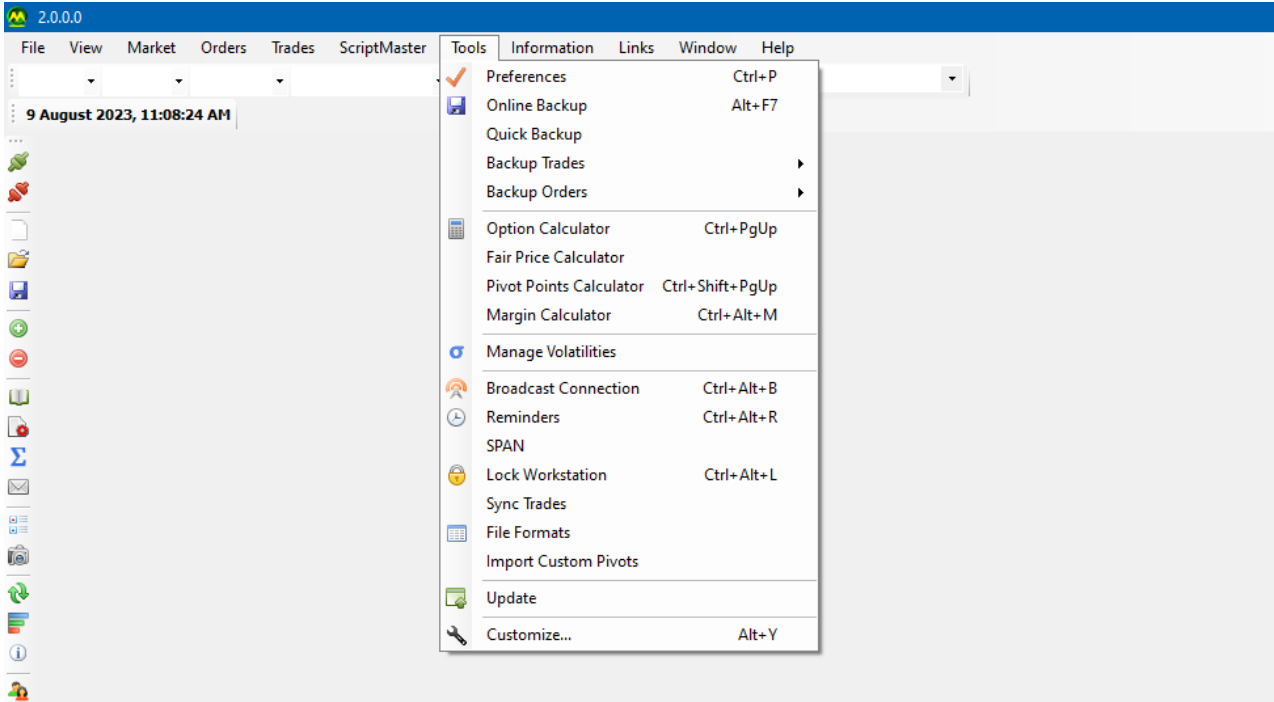 2.0.0.0
File View Market Orders Trades ScriptMaster Tools Information Links Window Help
Preferences Ctrl+P
Online Backup Alt+F7
9 August 2023, 11:08:24 AM
Quick Backup
Backup Trades
Backup Orders
Option Calculator Ctrl+PgUp
Fair Price Calculator
Pivot Points Calculator Ctrl+Shift+PgUp
Margin Calculator Ctrl+Alt+M
σ Manage Volatilities
Broadcast Connection Ctrl+Alt+B
Reminders Ctrl+Alt+R
SPAN
Σ
Lock Workstation Ctrl+Alt+L
Sync Trades
File Formats
Import Custom Pivots
Update
Customize... Alt+Y